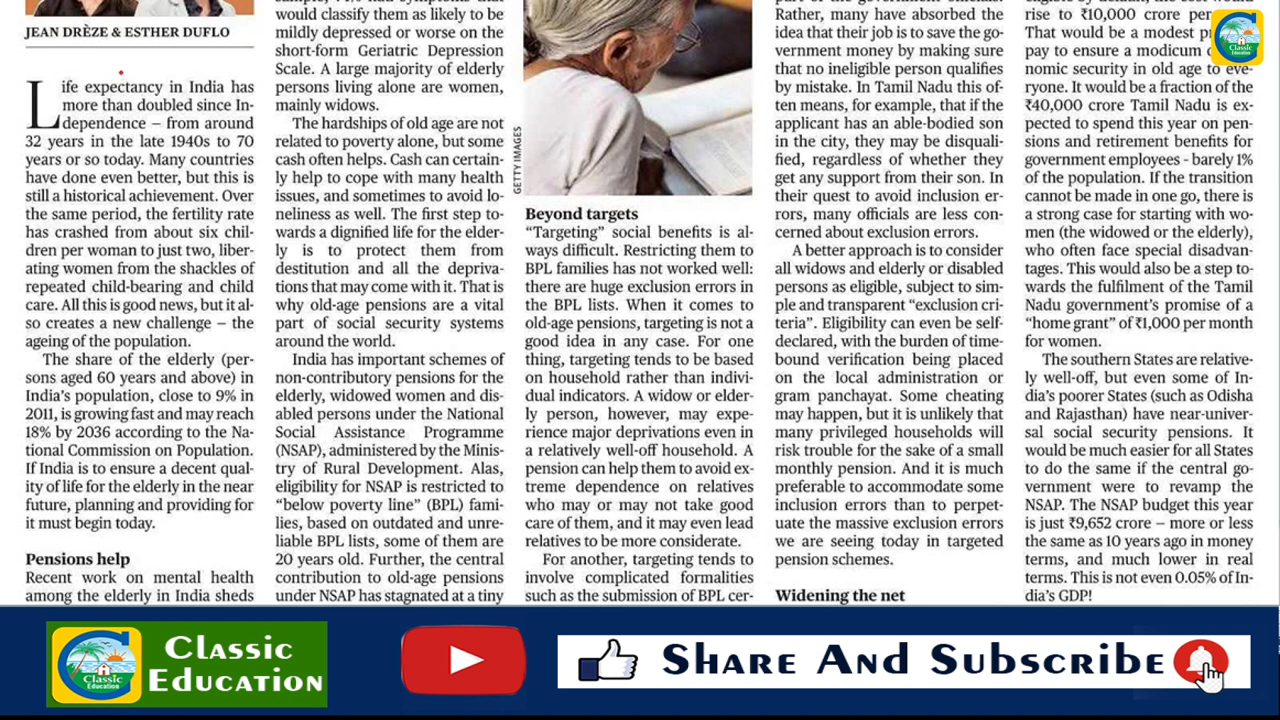 JEAN DRÈZE & ESTHER DUFLO
Life expectancy in India has
more than doubled since In-
dependence – from around
32 years in the late 1940s to 70
years or so today. Many countries
have done even better, but this is
still a historical achievement. Over
the same period, the fertility rate
has crashed from about six chil-
dren per woman to just two, liber-
ating women from the shackles of
repeated child-bearing and child
care. All this is good news, but it al-
so creates a new challenge – the
ageing of the population.
The share of the elderly (per-
sons aged 60 years and above) in
India's population, close to 9% in
2011, is growing fast and may reach
18% by 2036 according to the Na-
tional Commission on Population.
If India is to ensure a decent qual-
ity of life for the elderly in the near
future, planning and providing for
it must begin today.
Pensions help
Recent work on mental health
among the elderly in India sheds
would classify them as likely to be
mildly depressed or worse on the
short-form Geriatric Depression
Scale. A large majority of elderly
persons living alone are women,
mainly widows.
The hardships of old age are not
related to poverty alone, but some
cash often helps. Cash can certain-
ly help to cope with many health
issues, and sometimes to avoid lo-
neliness as well. The first step to-
wards a dignified life for the elder-
ly is to protect them from
destitution and all the depriva-
tions that may come with it. That is
why old-age pensions are a vital
part of social security systems
around the world.
India has important schemes of
non-contributory pensions for the
elderly, widowed women and dis-
abled persons under the National
Social Assistance Programme
(NSAP), administered by the Minis-
try of Rural Development. Alas,
eligibility for NSAP is restricted to
“below poverty line” (BPL) fami-
lies, based on outdated and unre-
liable BPL lists, some of them are
20 years old. Further, the central
contribution to old-age pensions
under NSAP has stagnated at a tiny
GETTY IMAGES
Beyond targets
“Targeting” social benefits is al-
ways difficult. Restricting them to
BPL families has not worked well:
there are huge exclusion errors in
the BPL lists. When it comes to
old-age pensions, targeting is not a
good idea in any case. For one
thing, targeting tends to be based
on household rather than indivi-
dual indicators. A widow or elder-
ly person, however, may expe-
rience major deprivations even in
a relatively well-off household. A
pension can help them to avoid ex-
treme dependence on relatives
who may or may not take good
care of them, and it may even lead
relatives to be more considerate.
For another, targeting tends to
involve complicated formalities
such as the submission of BPL cer-
Rather, many have absorbed the
idea that their job is to save the go-
vernment money by making sure
that no ineligible person qualifies
by mistake. In Tamil Nadu this of-
ten means, for example, that if the
applicant has an able-bodied son
in the city, they may be disquali-
fied, regardless of whether they
get any support from their son. In
their quest to avoid inclusion er-
rors, many officials are less con-
cerned about exclusion errors.
A better approach is to consider
all widows and elderly or disabled
persons as eligible, subject to sim-
ple and transparent “exclusion cri-
teria”. Eligibility can even be self-
declared, with the burden of time-
bound verification being placed
on the local administration or
gram panchayat. Some cheating
may happen, but it is unlikely that
many privileged households will
risk trouble for the sake of a small
monthly pension. And it is much
preferable to accommodate some
inclusion errors than to perpet-
uate the massive exclusion errors
we are seeing today in targeted
pension schemes.
Widening the net
rise to ₹10,000 crore per
That would be a modest
pay to ensure a modicum
nomic security in old age to eve-
ryone. It would be a fraction of the
₹40,000 crore Tamil Nadu is ex-
pected to spend this year on pen-
sions and retirement benefits for
government employees - barely 1%
of the population. If the transition
cannot be made in one go, there is
a strong case for starting with wo-
men (the widowed or the elderly),
who often face special disadvan-
tages. This would also be a step to-
wards the fulfilment of the Tamil
Nadu government's promise of a
“home grant” of ₹1,000 per month
for women.
The southern States are relative-
ly well-off, but even some of In-
dia's poorer States (such as Odisha
and Rajasthan) have near-univer-
sal social security pensions. It
would be much easier for all States
to do the same if the central go-
vernment were to revamp the
NSAP. The NSAP budget this year
is just ₹9,652 crore – more or less
the same as 10 years ago in money
terms, and much lower in real
terms. This is not even 0.05% of In-
dia's GDP!
Classic
Education
Classic
Education
Classic
Education
Share And Subscribe